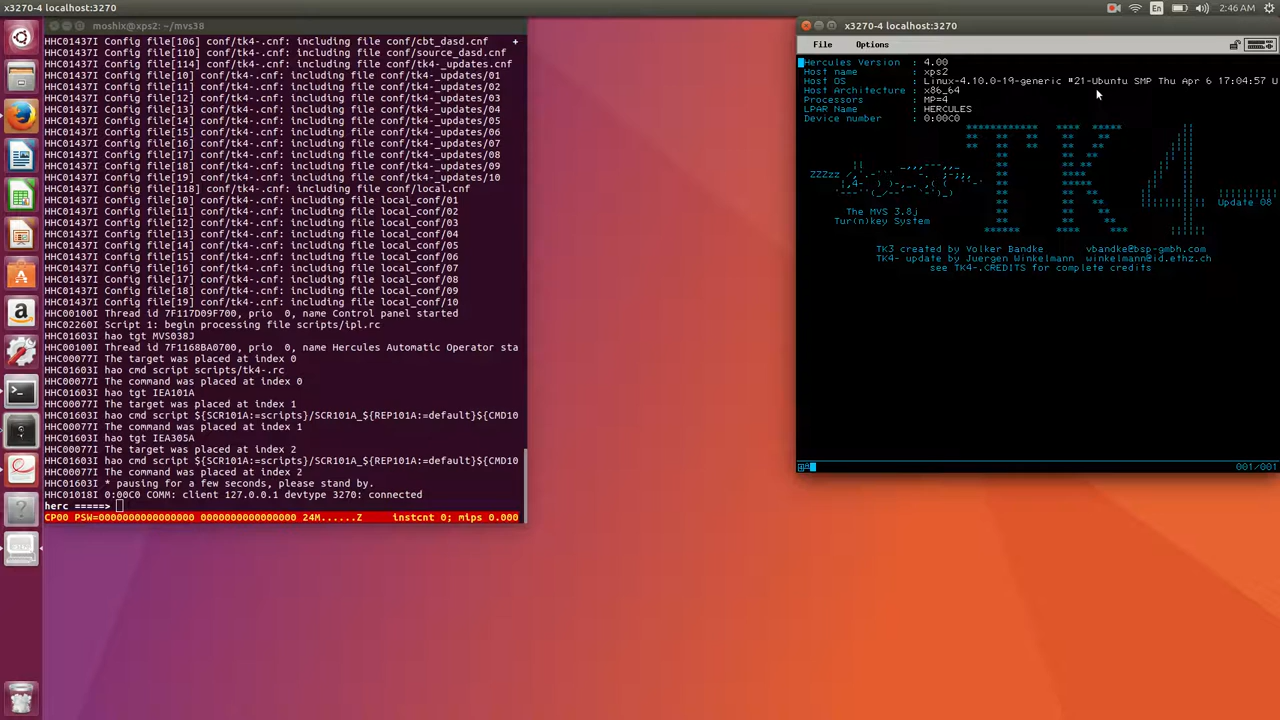 x3270-4 localhost:3270
En
2:46 AM
moshix@xps2: ~/mvs38
HHC01437I Config file[106] conf/tk4-.cnf: including file conf/cbt_dasd.cnf +
HHC01437I Config file[110] conf/tk4-.cnf: including file conf/source_dasd.cnf
HHC01437I Config file[114] conf/tk4-.cnf: including file conf/tk4-_updates.cnf
HHC01437I Config file[10] conf/tk4-.cnf: including file conf/tk4-_updates/01
HHC01437I Config file[11] conf/tk4-.cnf: including file conf/tk4-_updates/02
HHC01437I Config file[12] conf/tk4-.cnf: including file conf/tk4-_updates/03
HHC01437I Config file[13] conf/tk4-.cnf: including file conf/tk4-_updates/04
HHC01437I Config file[14] conf/tk4-.cnf: including file conf/tk4-_updates/05
HHC01437I Config file[15] conf/tk4-.cnf: including file conf/tk4-_updates/06
HHC01437I Config file[16] conf/tk4-.cnf: including file conf/tk4-_updates/07
HHC01437I Config file[17] conf/tk4-.cnf: including file conf/tk4-_updates/08
HHC01437I Config file[18] conf/tk4-.cnf: including file conf/tk4-_updates/09
HHC01437I Config file[19] conf/tk4-.cnf: including file conf/tk4-_updates/10
HHC01437I Config file[118] conf/tk4-.cnf: including file conf/local.cnf
HHC01437I Config file[10] conf/tk4-.cnf: including file local_conf/01
HHC01437I Config file[11] conf/tk4-.cnf: including file local_conf/02
HHC01437I Config file[12] conf/tk4-.cnf: including file local_conf/03
HHC01437I Config file[13] conf/tk4-.cnf: including file local_conf/04
HHC01437I Config file[14] conf/tk4-.cnf: including file local_conf/05
HHC01437I Config file[15] conf/tk4-.cnf: including file local_conf/06
HHC01437I Config file[16] conf/tk4-.cnf: including file local_conf/07
HHC01437I Config file[17] conf/tk4-.cnf: including file local_conf/08
HHC01437I Config file[18] conf/tk4-.cnf: including file local_conf/09
HHC01437I Config file[19] conf/tk4-.cnf: including file local_conf/10
HHC00100I Thread id 7F117D09F700, prio  0, name Control panel started
HHC02260I Script 1: begin processing file scripts/ipl.rc
HHC01603I hao tgt MVS038J
HHC00100I Thread id 7F1168BA0700, prio  0, name Hercules Automatic Operator sta
HHC00077I The target was placed at index 0
HHC01603I hao cmd script scripts/tk4-.rc
HHC00077I The command was placed at index 0
HHC01603I hao tgt IEA101A
HHC00077I The target was placed at index 1
HHC01603I hao cmd script ${SCR101A:=scripts}/SCR101A_${REP101A:=default}${CMD10
HHC00077I The command was placed at index 1
HHC01603I hao tgt IEA305A
HHC00077I The target was placed at index 2
HHC01603I hao cmd script ${SCR101A:=scripts}/SCR101A_${REP101A:=default}${CMD10
HHC00077I The command was placed at index 2
HHC01603I * pausing for a few seconds, please stand by.
HHC01018I 0:00C0 COMM: client 127.0.0.1 devtype 3270: connected
herc =====>
CP00 PSW=0000000000000000 0000000000000000 24M......Z instcnt 0; mips 0.000
x3270-4 localhost:3270
File Options
Hercules Version : 4.00
Host name : xps2
Host OS : Linux-4.10.0-19-generic #21-Ubuntu SMP Thu Apr 6 17:04:57 U
Host Architecture : x86_64
Processors : MP=4
LPAR Name : HERCULES
Device number : 0:00C0
TK4-
ZZZzz
Update 08
The MVS 3.8j
Tur(n)key System
TK3 created by Volker Bandke vbandke@bsp-gmbh.com
TK4- update by Juergen Winkelmann winkelmann@id.ethz.ch
see TK4-.CREDITS for complete credits
001/001